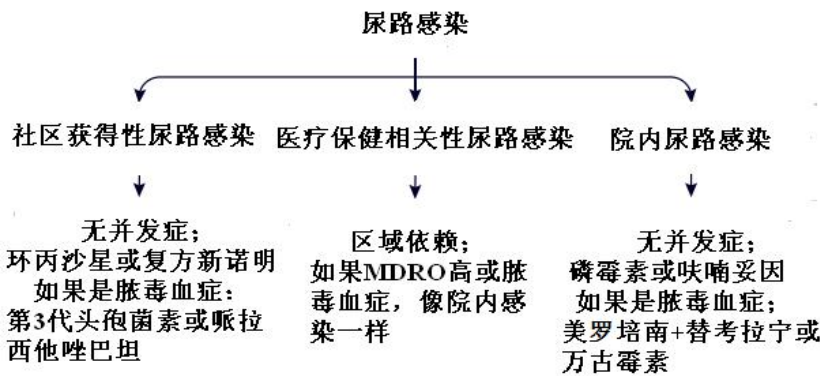 尿路感染
社区获得性尿路感染
医疗保健相关性尿路感染
院内尿路感染
无并发症；
环丙沙星或复方新诺明
如果是脓毒血症：
第3代头孢菌素或哌拉
西他唑巴坦
区域依赖；
如果MDRO高或脓
毒血症，像院内感
染一样
无并发症；
磷霉素或呋喃妥因
如果是脓毒血症；
美罗培南+替考拉宁或
万古霉素